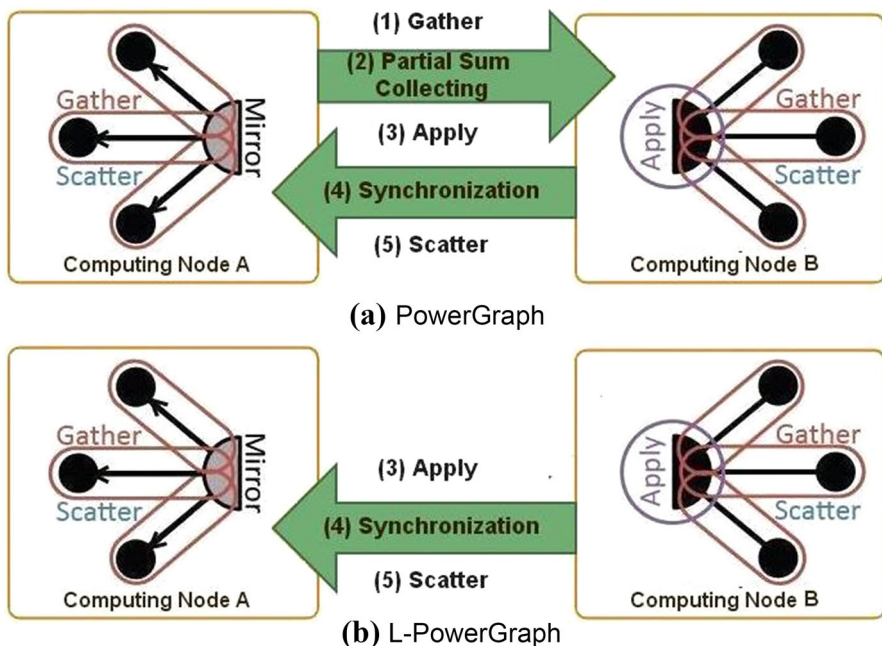 (1) Gather
(2) Partial Sum
Collecting
(3) Apply
(4) Synchronization
(5) Scatter
Gather
Scatter
Mirror
Computing Node A
Apply
Gather
Scatter
Computing Node B
(a) PowerGraph
(3) Apply
(4) Synchronization
(5) Scatter
Gather
Scatter
Mirror
Computing Node A
Apply
Gather
Scatter
Computing Node B
(b) L-PowerGraph